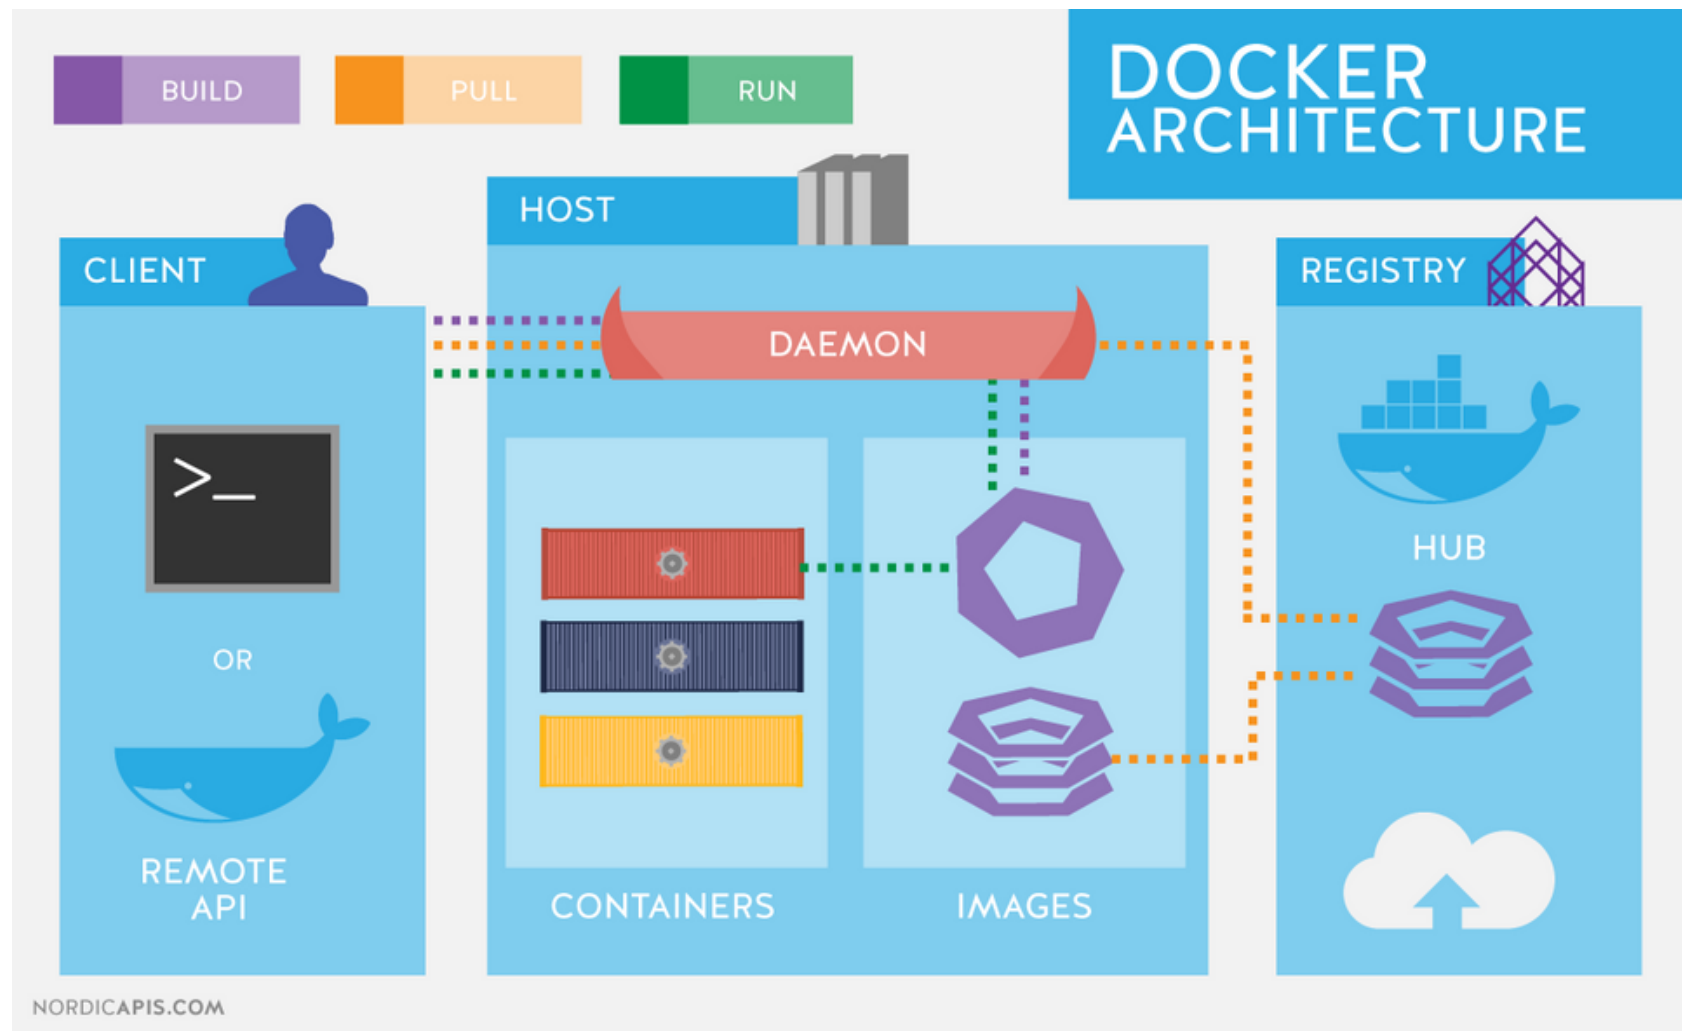 BUILD
PULL
RUN
DOCKER
ARCHITECTURE
HOST
CLIENT
REGISTRY
DAEMON
>_
HUB
OR
REMOTE
API
CONTAINERS
IMAGES
NORDICAPIS.COM